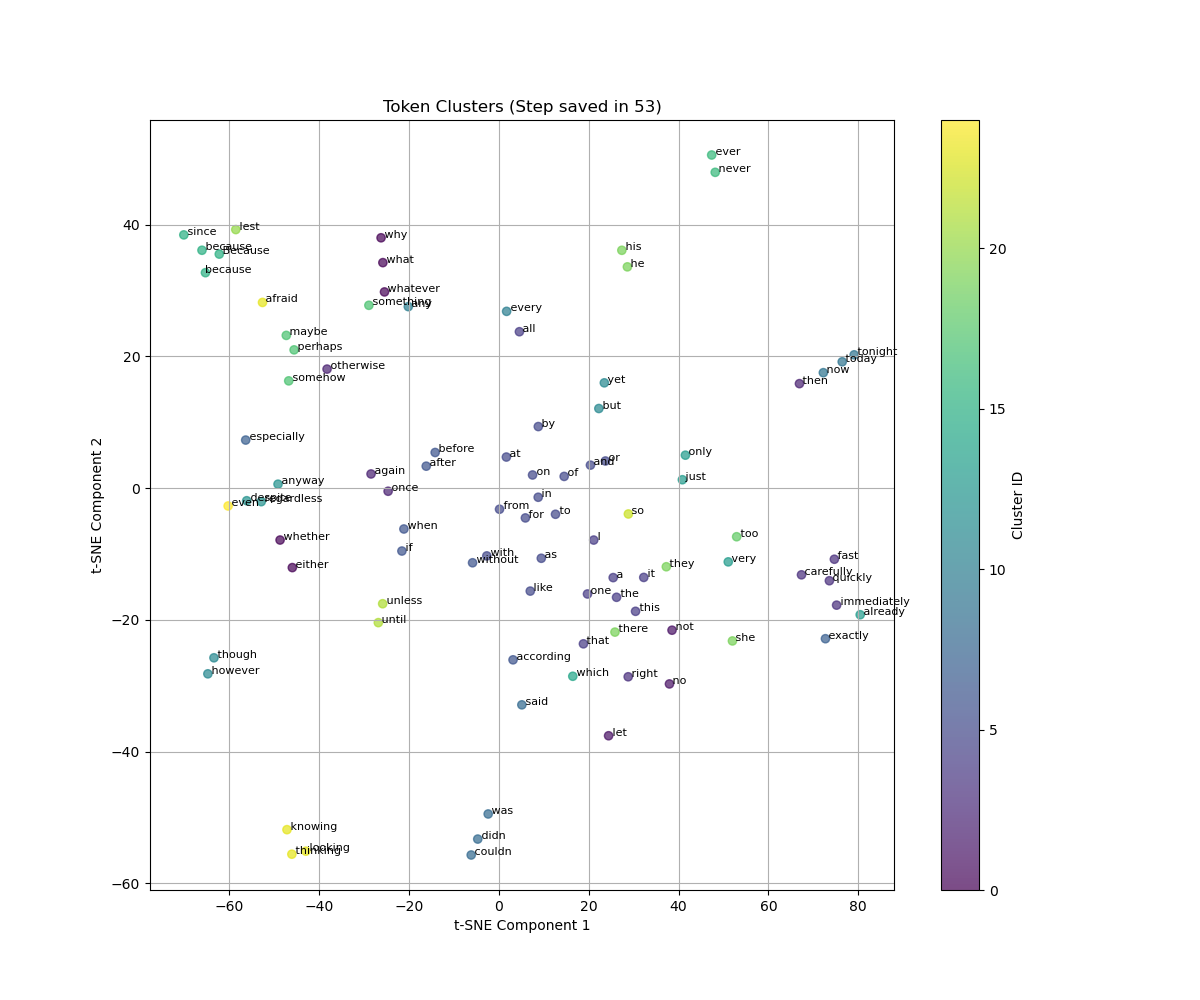 Token Clusters (Step saved in 53)
ever
never
40
since
lest
because
Because
because
why
what
whatever
something
any
his
he
afraid
every
all
maybe
perhaps
otherwise
somehow
20
tonight
today
now
then
yet
but
by
especially
before
after
at
and
or
only
just
again
once
on
of
anyway
despite
regardless
even
0
in
from
for
to
so
when
if
whether
either
I
with
without
as
too
very
they
fast
carefully
quickly
immediately
already
exactly
like
one
a
it
the
this
unless
until
-20
there
that
not
she
though
however
according
which
right
no
said
let
-40
was
didn
couldn
knowing
thinking
looking
-60
-60 -40 -20 0 20 40 60 80
t-SNE Component 1
t-SNE Component 2
20
15
10
5
0
Cluster ID